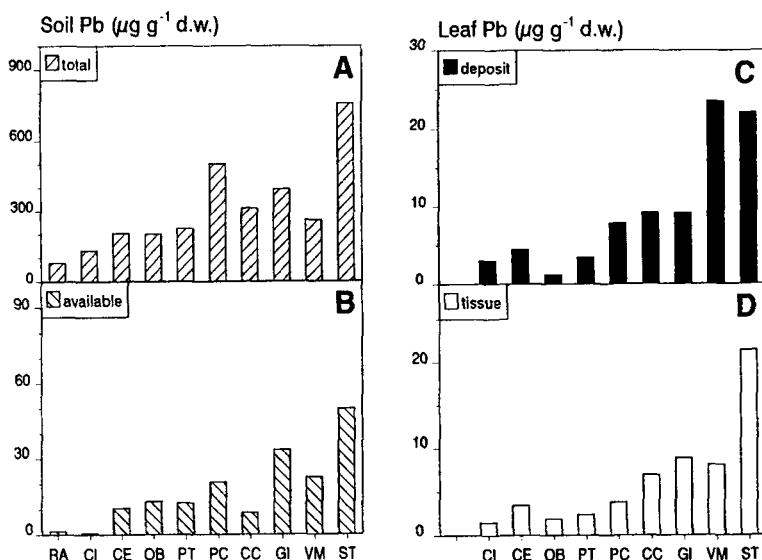 Soil Pb (µg g⁻¹ d.w.)
Leaf Pb (µg g⁻¹ d.w.)
total
A
900
600
300
0
deposit
C
30
20
10
0
available
B
90
60
30
0
tissue
D
20
10
0
RA CI CE OB PT PC CC GI VM ST
CI CE OB PT PC CC GI VM ST